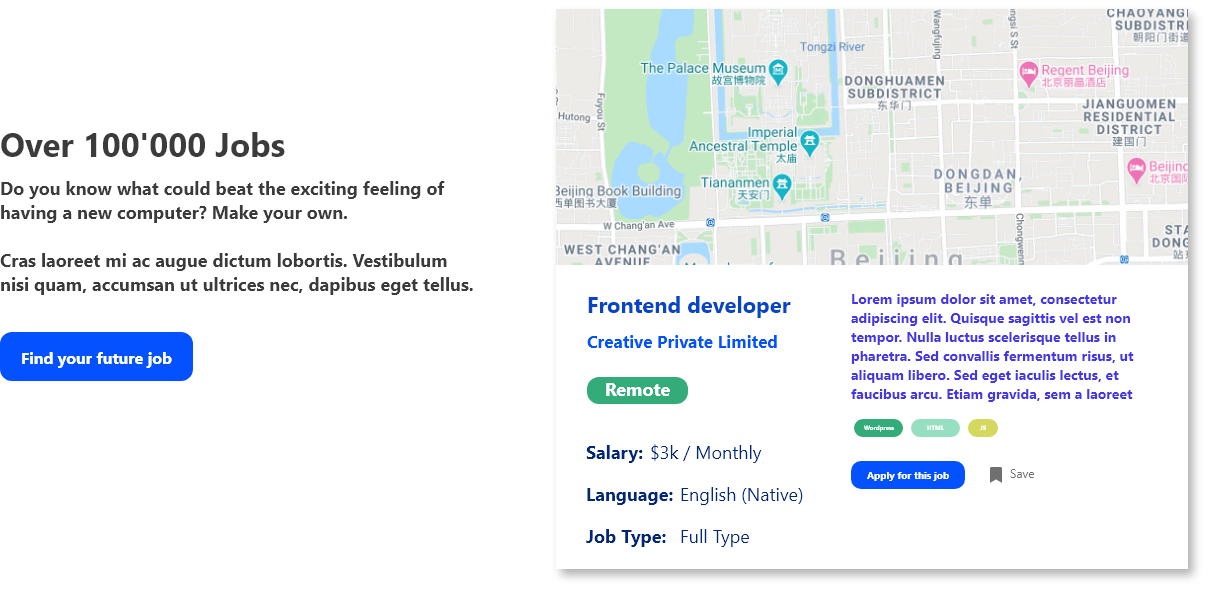 Over 100'000 Jobs
Do you know what could beat the exciting feeling of
having a new computer? Make your own.
Cras laoreet mi ac augue dictum lobortis. Vestibulum
nisi quam, accumsan ut ultrices nec, dapibus eget tellus.
Find your future job
CHAOYANG
SUBDISTRI
朝阳门街道
Wangfujing
Tongzi River
The Palace Museum
故宫博物院
DONGHUAMEN
SUBDISTRICT
东华门
Regent Beijing
北京丽晶酒店
Hutong
Fuyou St
JIANGUOMEN
RESIDENTIAL
DISTRICT
建国门
Imperial
Ancestral Temple
太庙
Tiananmen
天安门
Beijing
北京国际
DONGDAN,
BEIJING
东单
Beijing Book Building
西单图书大厦
W Chang'an Ave
Chongwenm
WEST CHANG'AN
AVENUE
Beijing
STA
DONG
站东
Frontend developer
Creative Private Limited
Remote
Salary: $3k / Monthly
Language: English (Native)
Job Type: Full Type
Lorem ipsum dolor sit amet, consectetur
adipiscing elit. Quisque sagittis vel est non
tempor. Nulla luctus scelerisque tellus in
pharetra. Sed convallis fermentum risus, ut
aliquam libero. Sed eget iaculis lectus, et
faucibus arcu. Etiam gravida, sem a laoreet
Wordpress HTML JS
Apply for this job Save